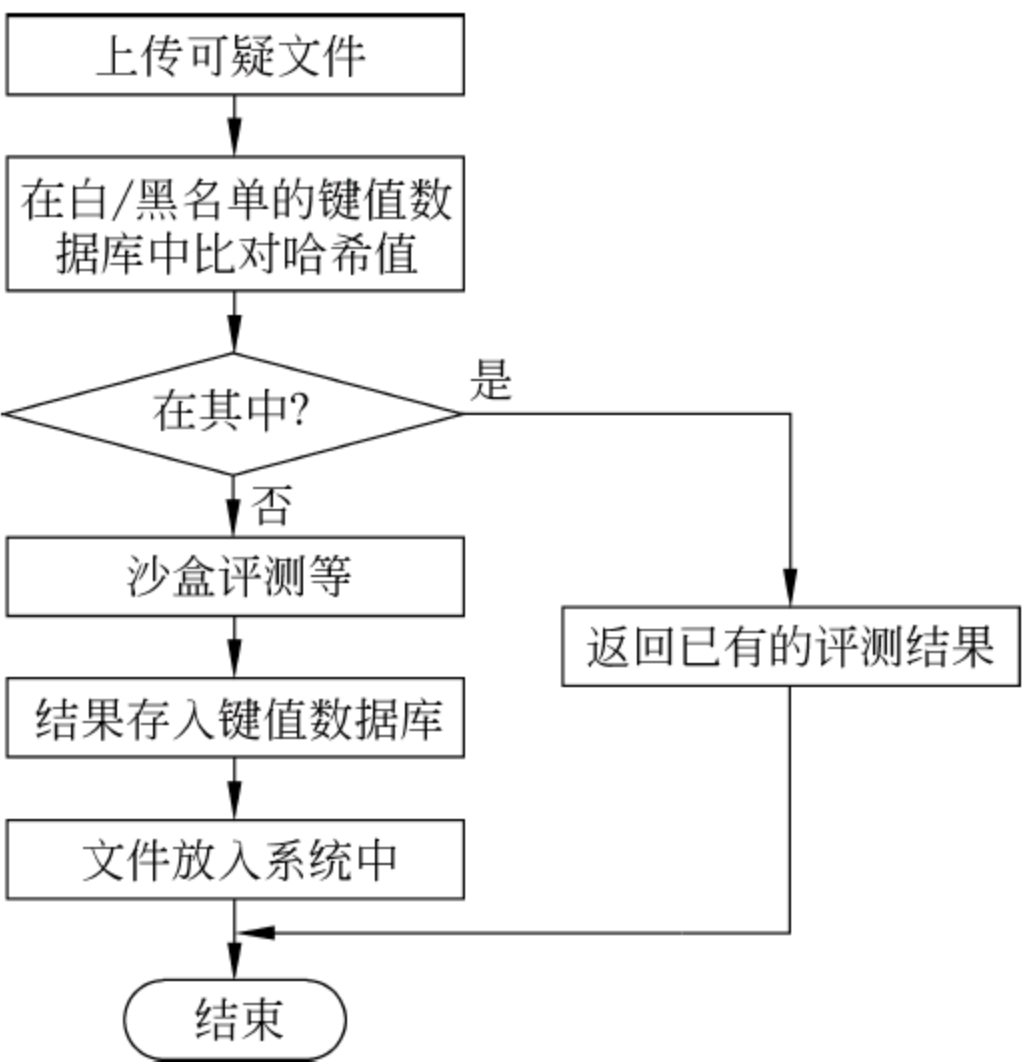 上传可疑文件
在白/黑名单的键值数
据库中比对哈希值
在其中?
是
否
沙盒评测等
返回已有的评测结果
结果存入键值数据库
文件放入系统中
结束